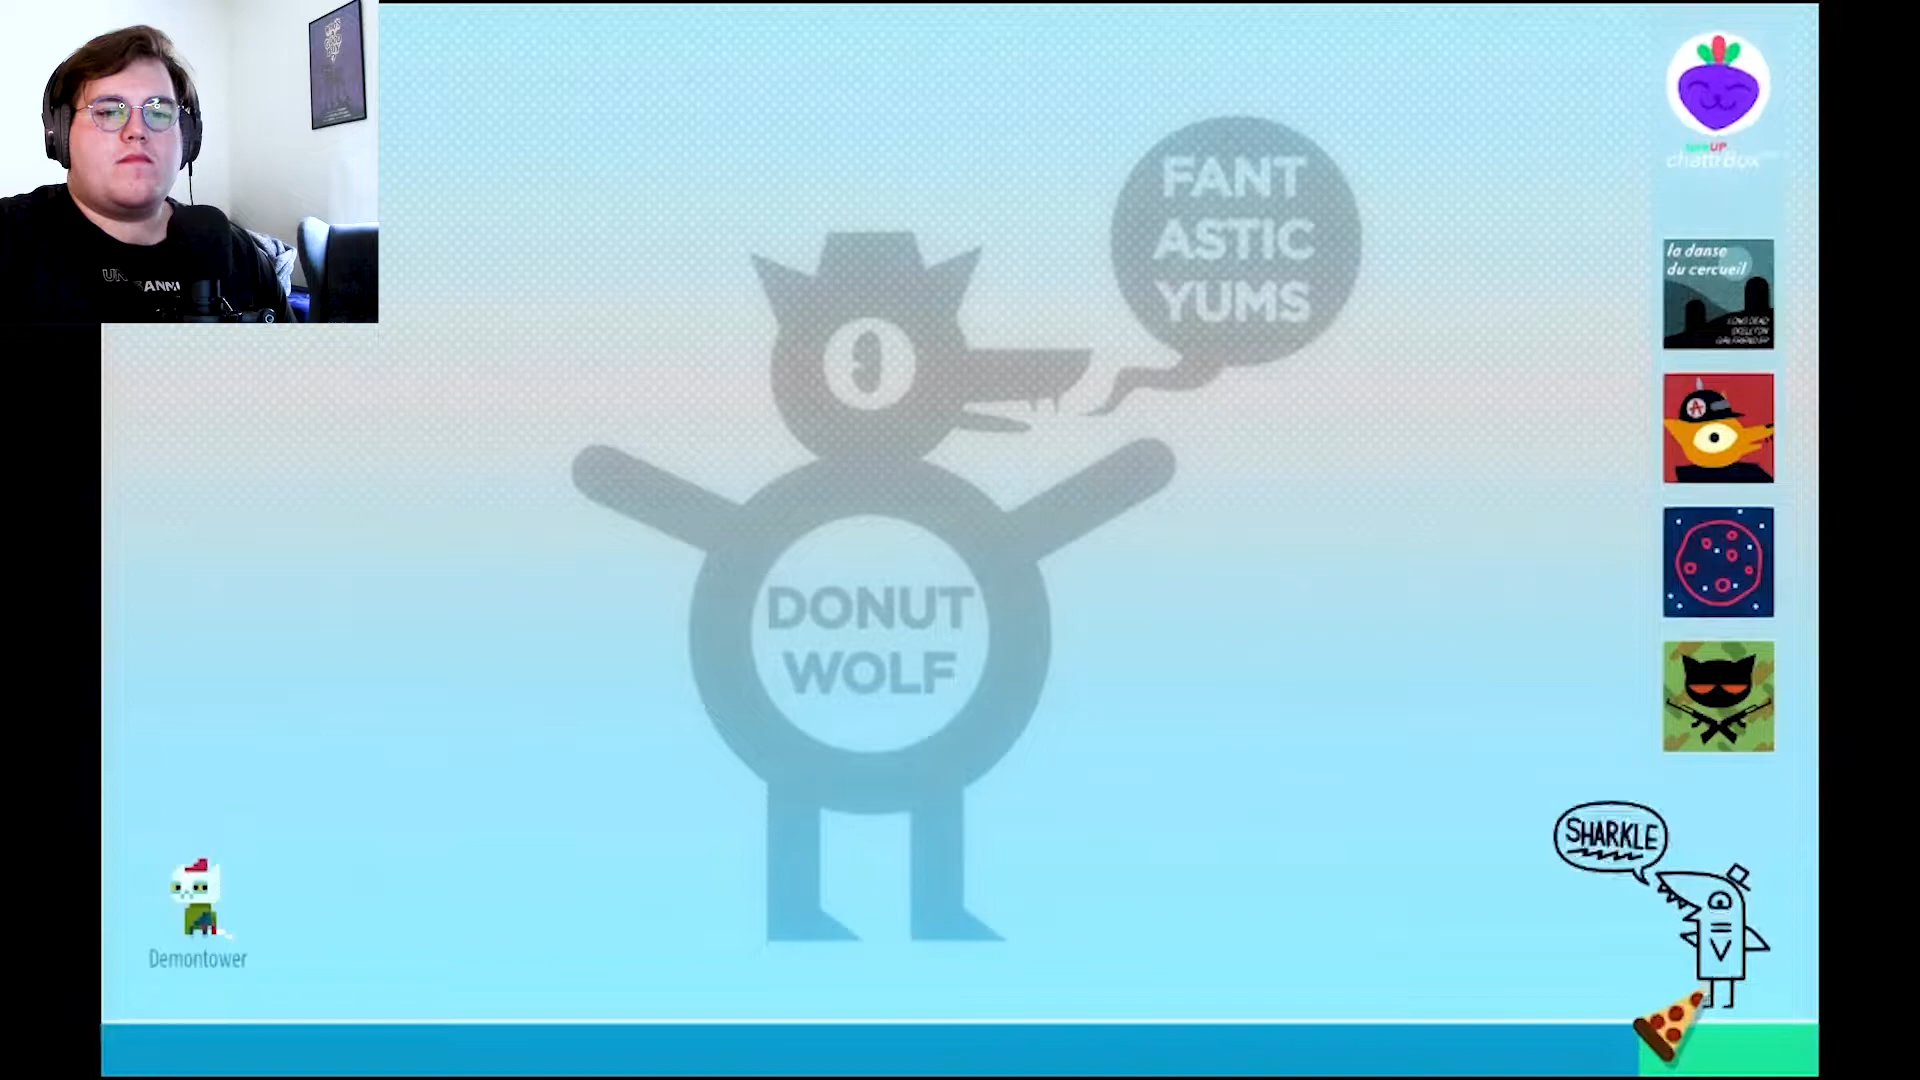 FANT
ASTIC
YUMS
DONUT
WOLF
la danse
du cercueil
A
SHARKLE
Demontower